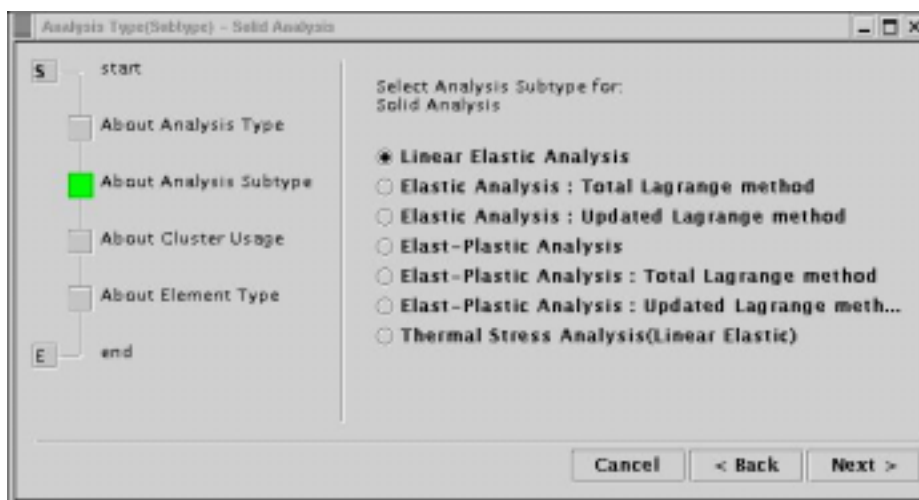 Analysis Type(Subtype) - Solid Analysis
S
start
About Analysis Type
About Analysis Subtype
About Cluster Usage
About Element Type
E
end
Select Analysis Subtype for:
Solid Analysis
Linear Elastic Analysis
Elastic Analysis : Total Lagrange method
Elastic Analysis : Updated Lagrange method
Elast-Plastic Analysis
Elast-Plastic Analysis : Total Lagrange method
Elast-Plastic Analysis : Updated Lagrange meth...
Thermal Stress Analysis(Linear Elastic)
Cancel
< Back
Next >